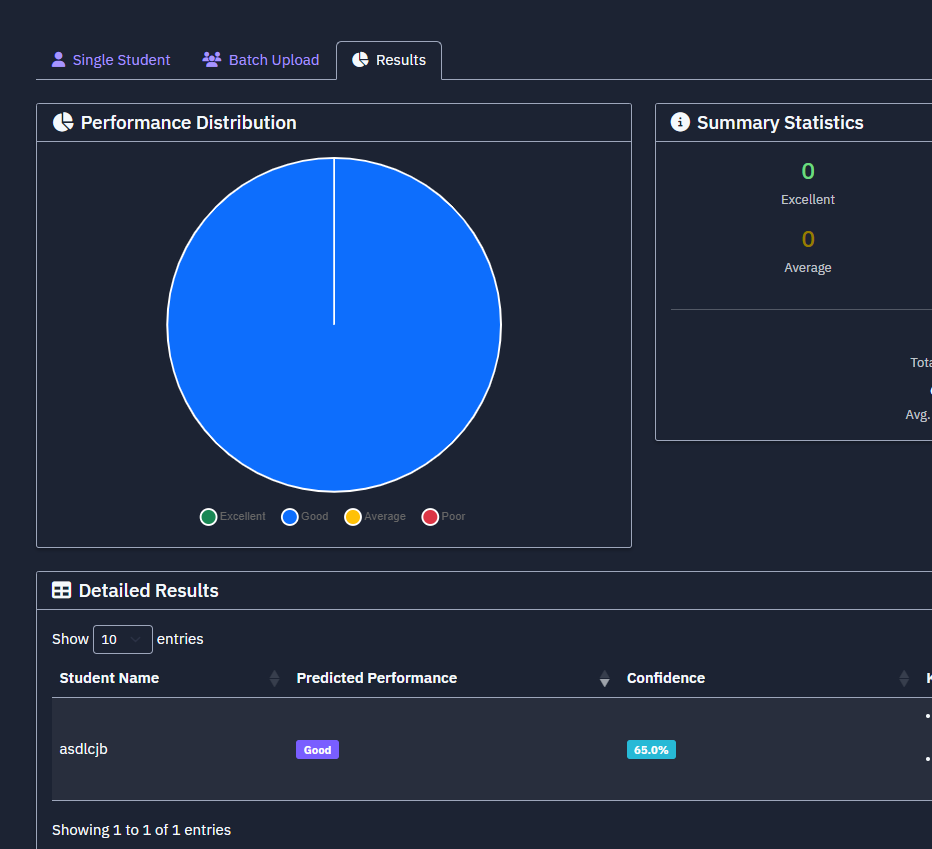 Single Student
Batch Upload
Results
Performance Distribution
Excellent
Good
Average
Poor
Summary Statistics
0
Excellent
0
Average
Avg.
Detailed Results
Show 10 entries
Student Name
Predicted Performance
Confidence
asdlcjb
Good
65.0%
Showing 1 to 1 of 1 entries